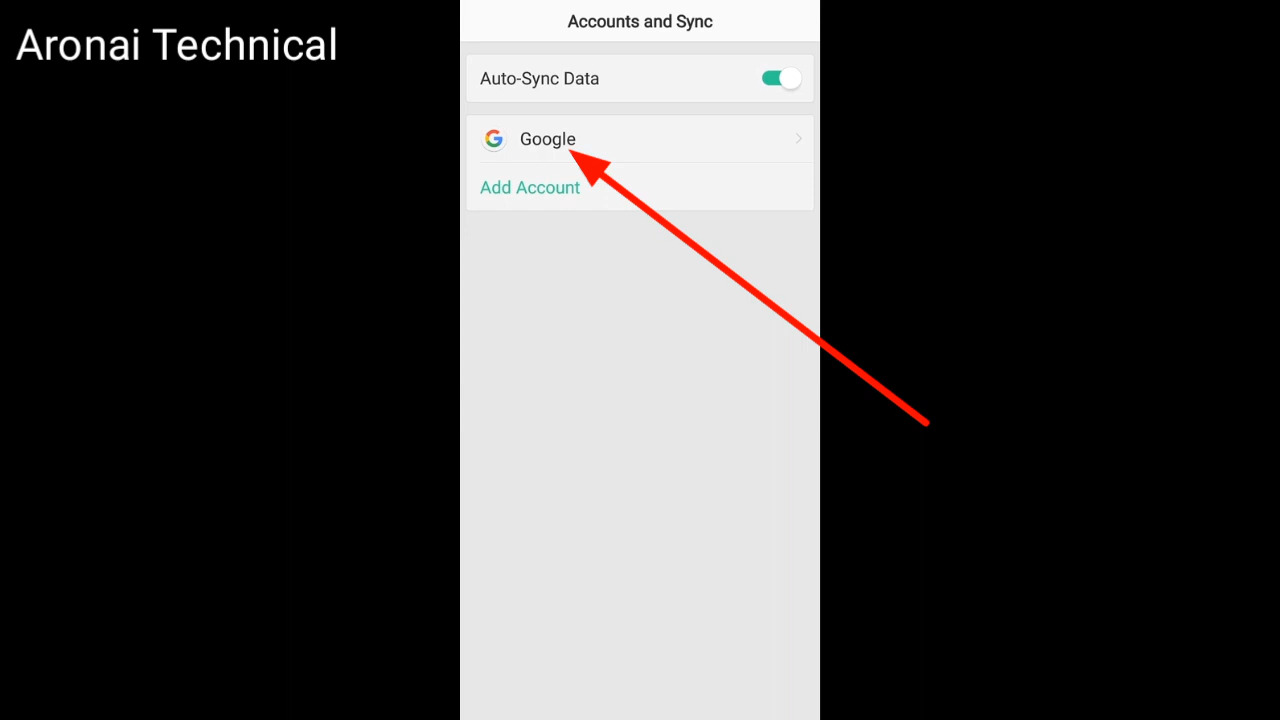 Aronai Technical
Accounts and Sync
Auto-Sync Data
Google
Add Account